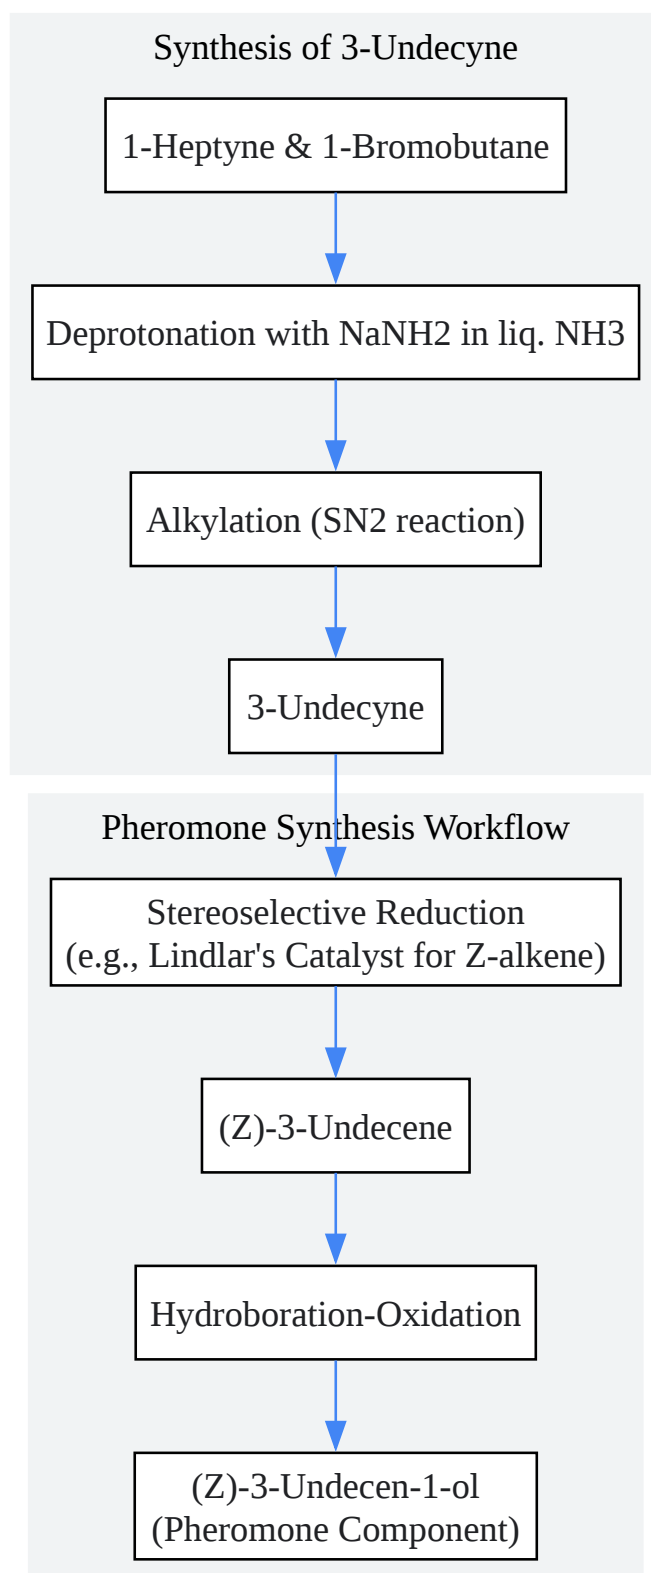 Synthesis of 3-Undecyne
1-Heptyne & 1-Bromobutane
Deprotonation with NaNH2 in liq. NH3
Alkylation (SN2 reaction)
3-Undecyne
Pheromone Synthesis Workflow
Stereoselective Reduction
(e.g., Lindlar's Catalyst for Z-alkene)
(Z)-3-Undecene
Hydroboration-Oxidation
(Z)-3-Undecen-1-ol
(Pheromone Component)